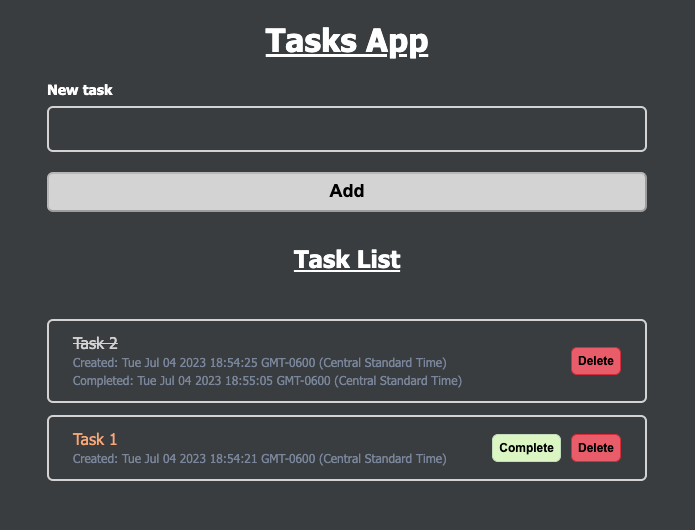 Tasks App
New task
Add
Task List
Task 2
Created: Tue Jul 04 2023 18:54:25 GMT-0600 (Central Standard Time)
Completed: Tue Jul 04 2023 18:55:05 GMT-0600 (Central Standard Time)
Delete
Task 1
Created: Tue Jul 04 2023 18:54:21 GMT-0600 (Central Standard Time)
Complete Delete